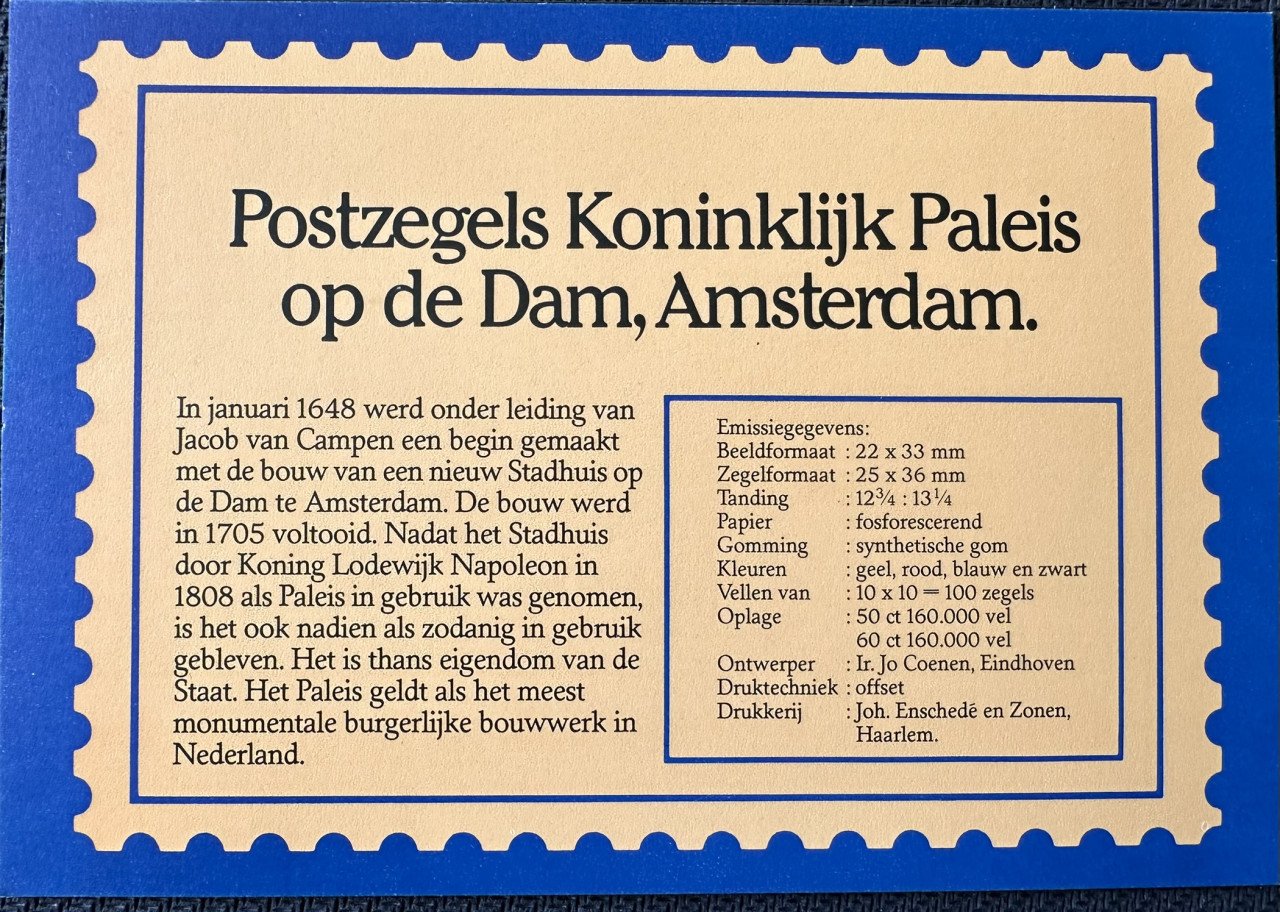 Postzegels Koninklijk Paleis
op de Dam, Amsterdam.
In januari 1648 werd onder leiding van
Jacob van Campen een begin gemaakt
met de bouw van een nieuw Stadhuis op
de Dam te Amsterdam. De bouw werd
in 1705 voltooid. Nadat het Stadhuis
door Koning Lodewijk Napoleon in
1808 als Paleis in gebruik was genomen,
is het ook nadien als zodanig in gebruik
gebleven. Het is thans eigendom van de
Staat. Het Paleis geldt als het meest
monumentale burgerlijke bouwwerk in
Nederland.
Emissiegegevens:
Beeldformaat : 22 x 33 mm
Zegelformaat : 25 x 36 mm
Tanding : 12¾ : 13¼
Papier : fosforescerend
Gomming : synthetische gom
Kleuren : geel, rood, blauw en zwart
Vellen van : 10 x 10 = 100 zegels
Oplage : 50 ct 160.000 vel
60 ct 160.000 vel
Ontwerper : Ir. Jo Coenen, Eindhoven
Druktechniek : offset
Drukkerij : Joh. Enschedé en Zonen,
Haarlem.